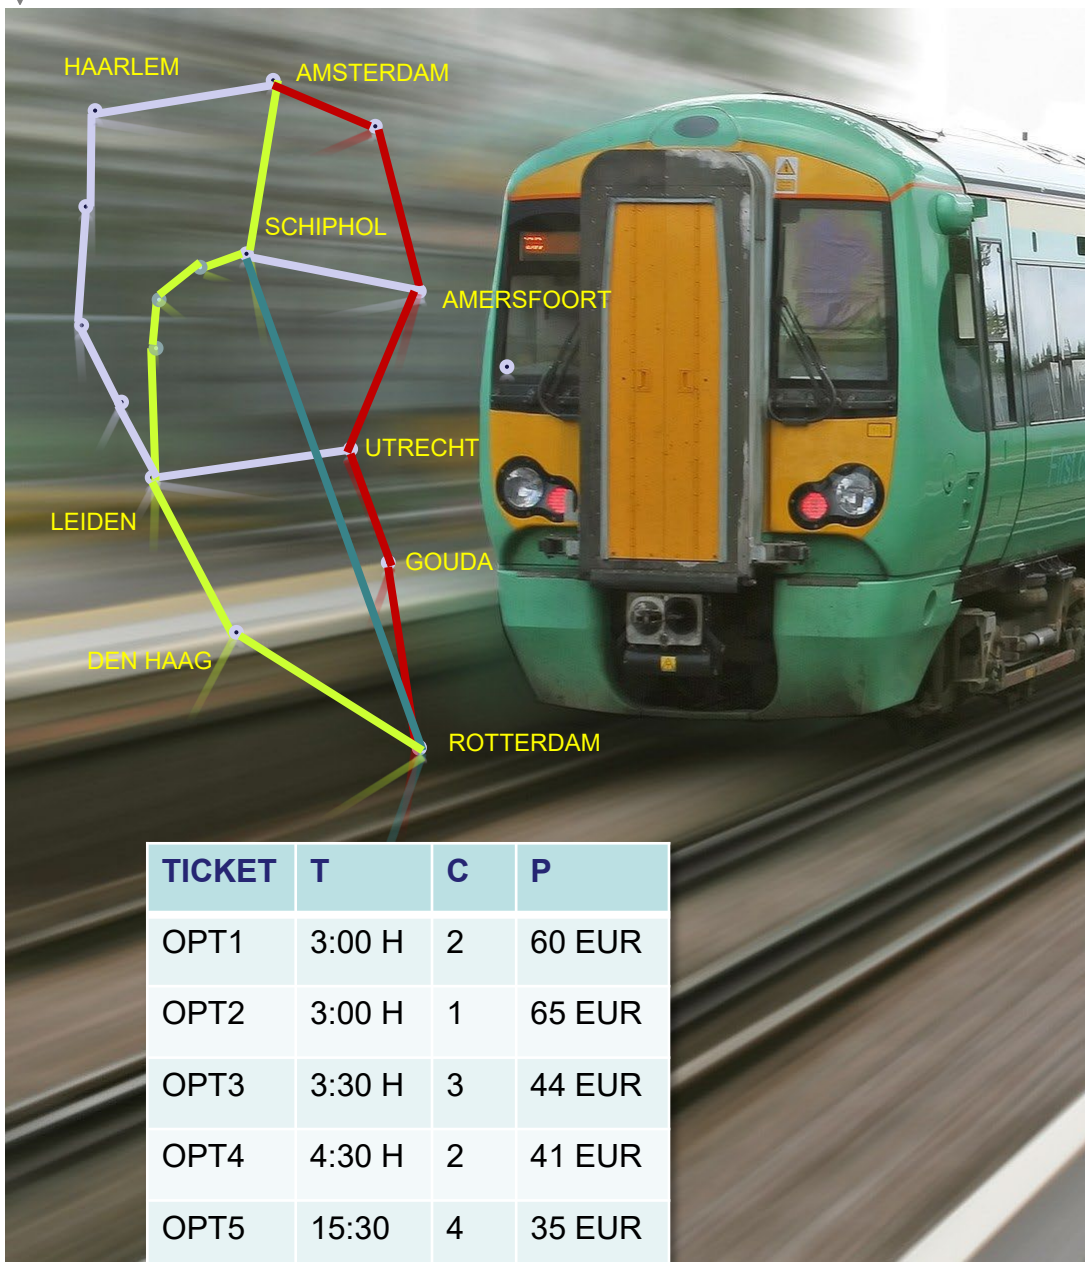 HAARLEM
AMSTERDAM
SCHIPHOL
AMERSFOORT
UTRECHT
LEIDEN
GOUDA
DEN HAAG
ROTTERDAM
TICKET T C P
OPT1 3:00 H 2 60 EUR
OPT2 3:00 H 1 65 EUR
OPT3 3:30 H 3 44 EUR
OPT4 4:30 H 2 41 EUR
OPT5 15:30 4 35 EUR